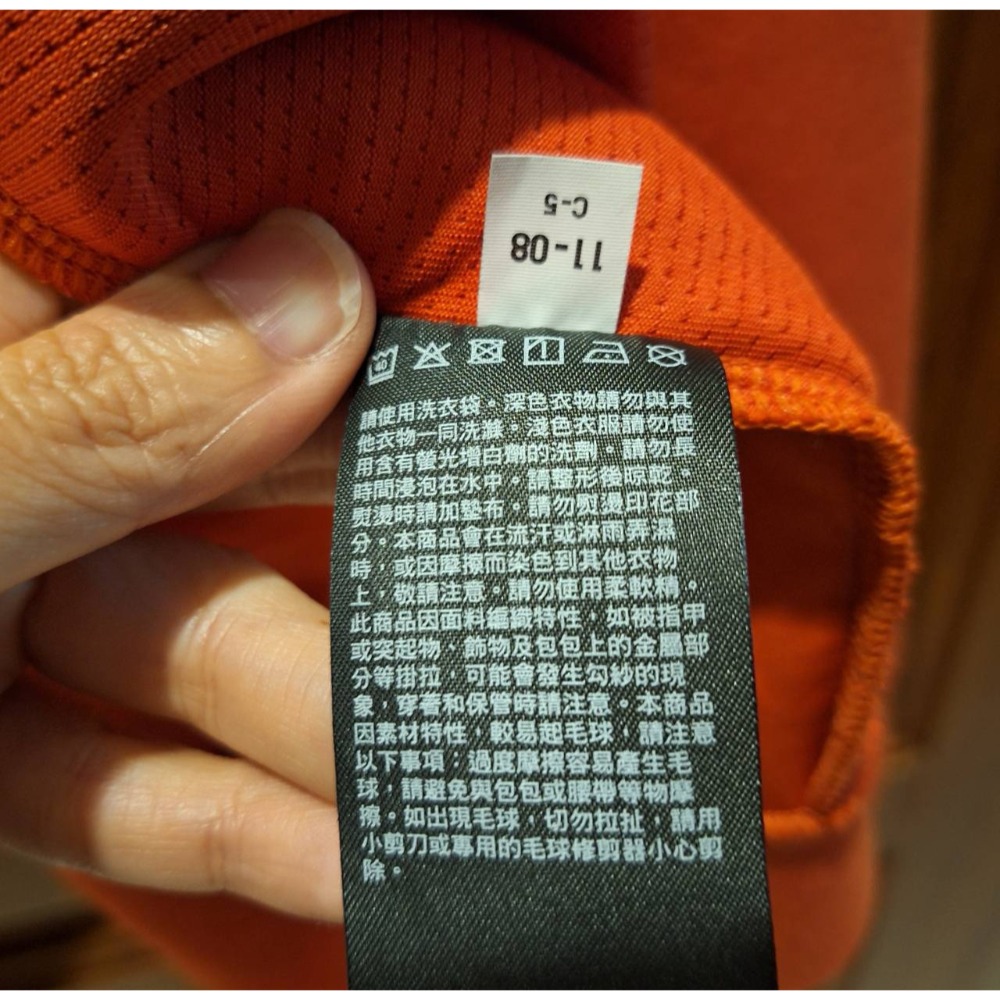 C-5
11-08
40
請使用洗衣袋。深色衣物請勿與其
他衣物一同洗滌。淺色衣服請勿使
用含有螢光增白劑的洗劑。請勿長
時間浸泡在水中。請整形後晾乾。
熨燙時請加墊布。請勿熨燙印花部
分。本商品會在流汗或淋雨弄濕
時，或因摩擦而染色到其他衣物
上，敬請注意。請勿使用柔軟精。
此商品因面料編織特性，如被指甲
或突起物、飾物及包包上的金屬部
分等掛拉，可能會發生勾紗的現
象，穿着和保管時請注意。本商品
因素材特性，較易起毛球，請注意
以下事項：過度摩擦容易產生毛
球，請避免與包包或腰帶等物摩
擦。如出現毛球，切勿拉扯，請用
小剪刀或專用的毛球修剪器小心剪
除。